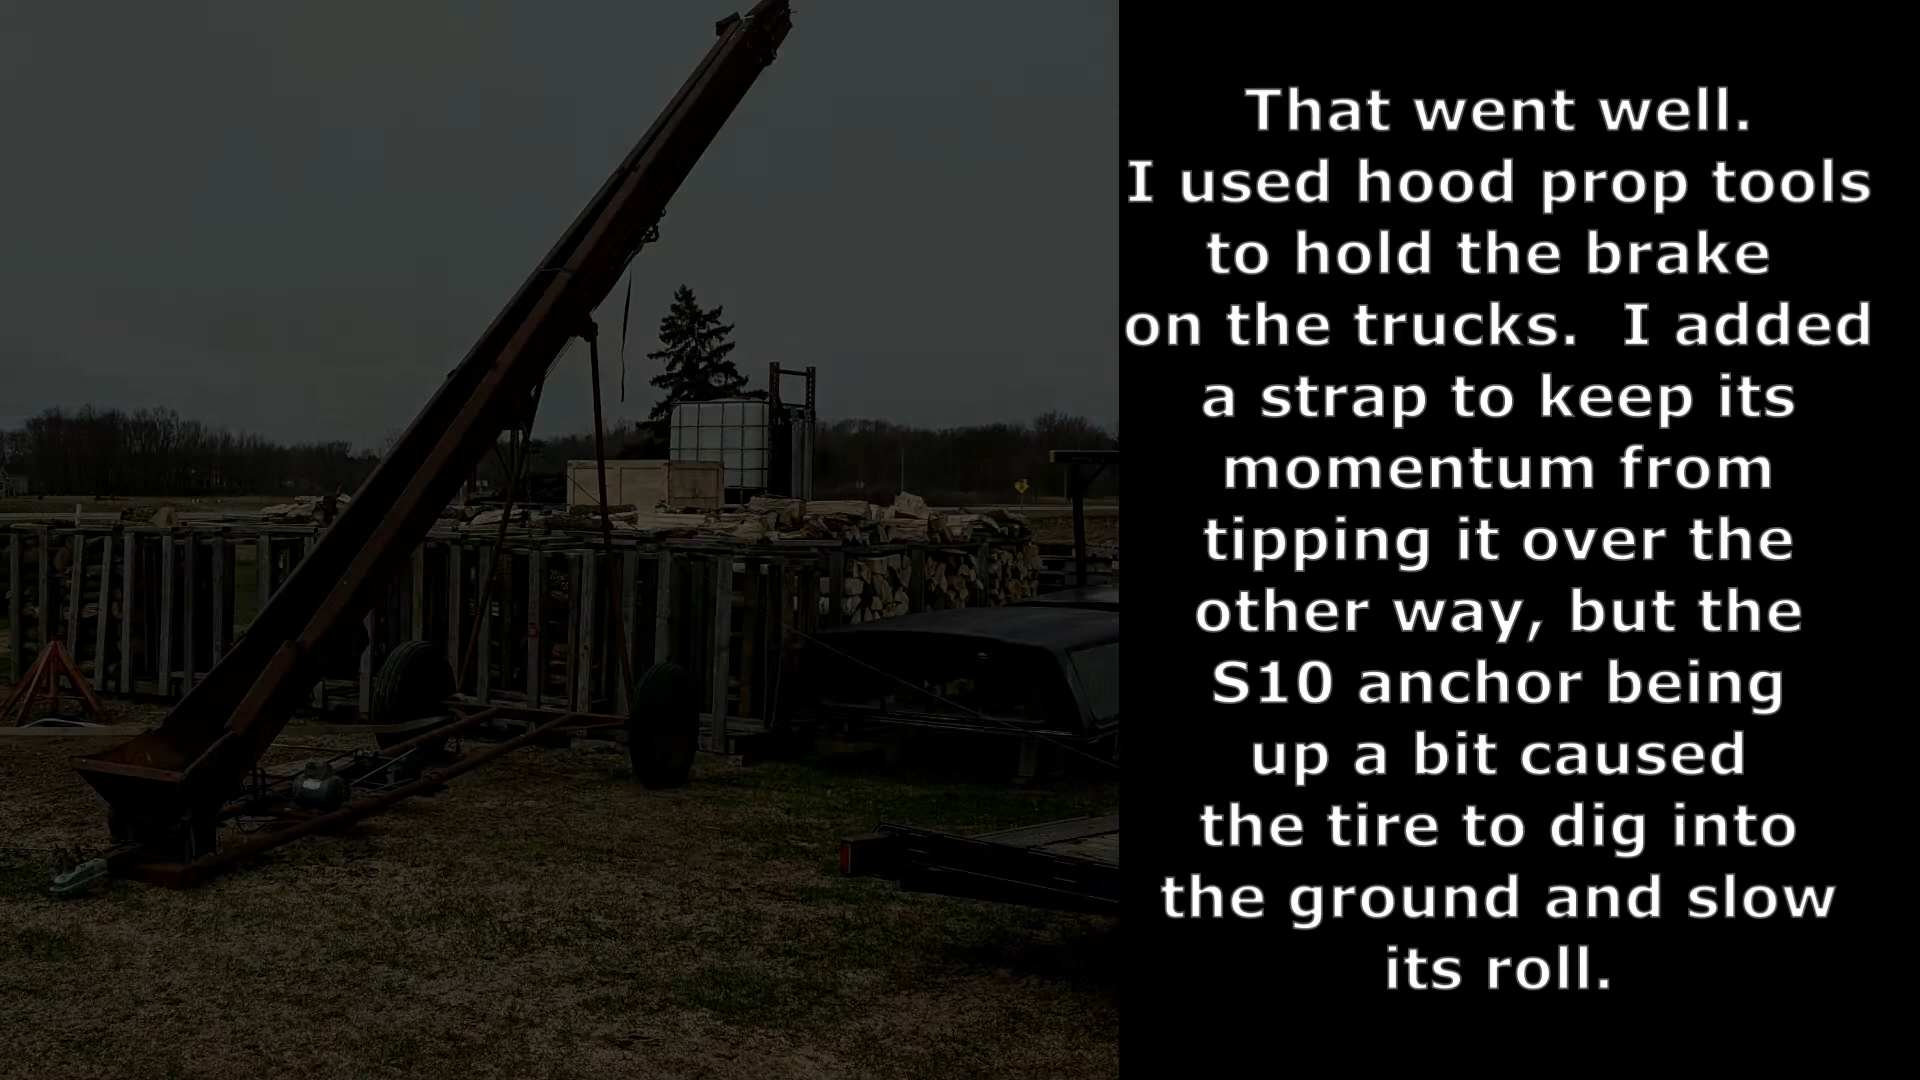 That went well.
I used hood prop tools
to hold the brake
on the trucks.  I added
a strap to keep its
momentum from
tipping it over the
other way, but the
S10 anchor being
up a bit caused
the tire to dig into
the ground and slow
its roll.